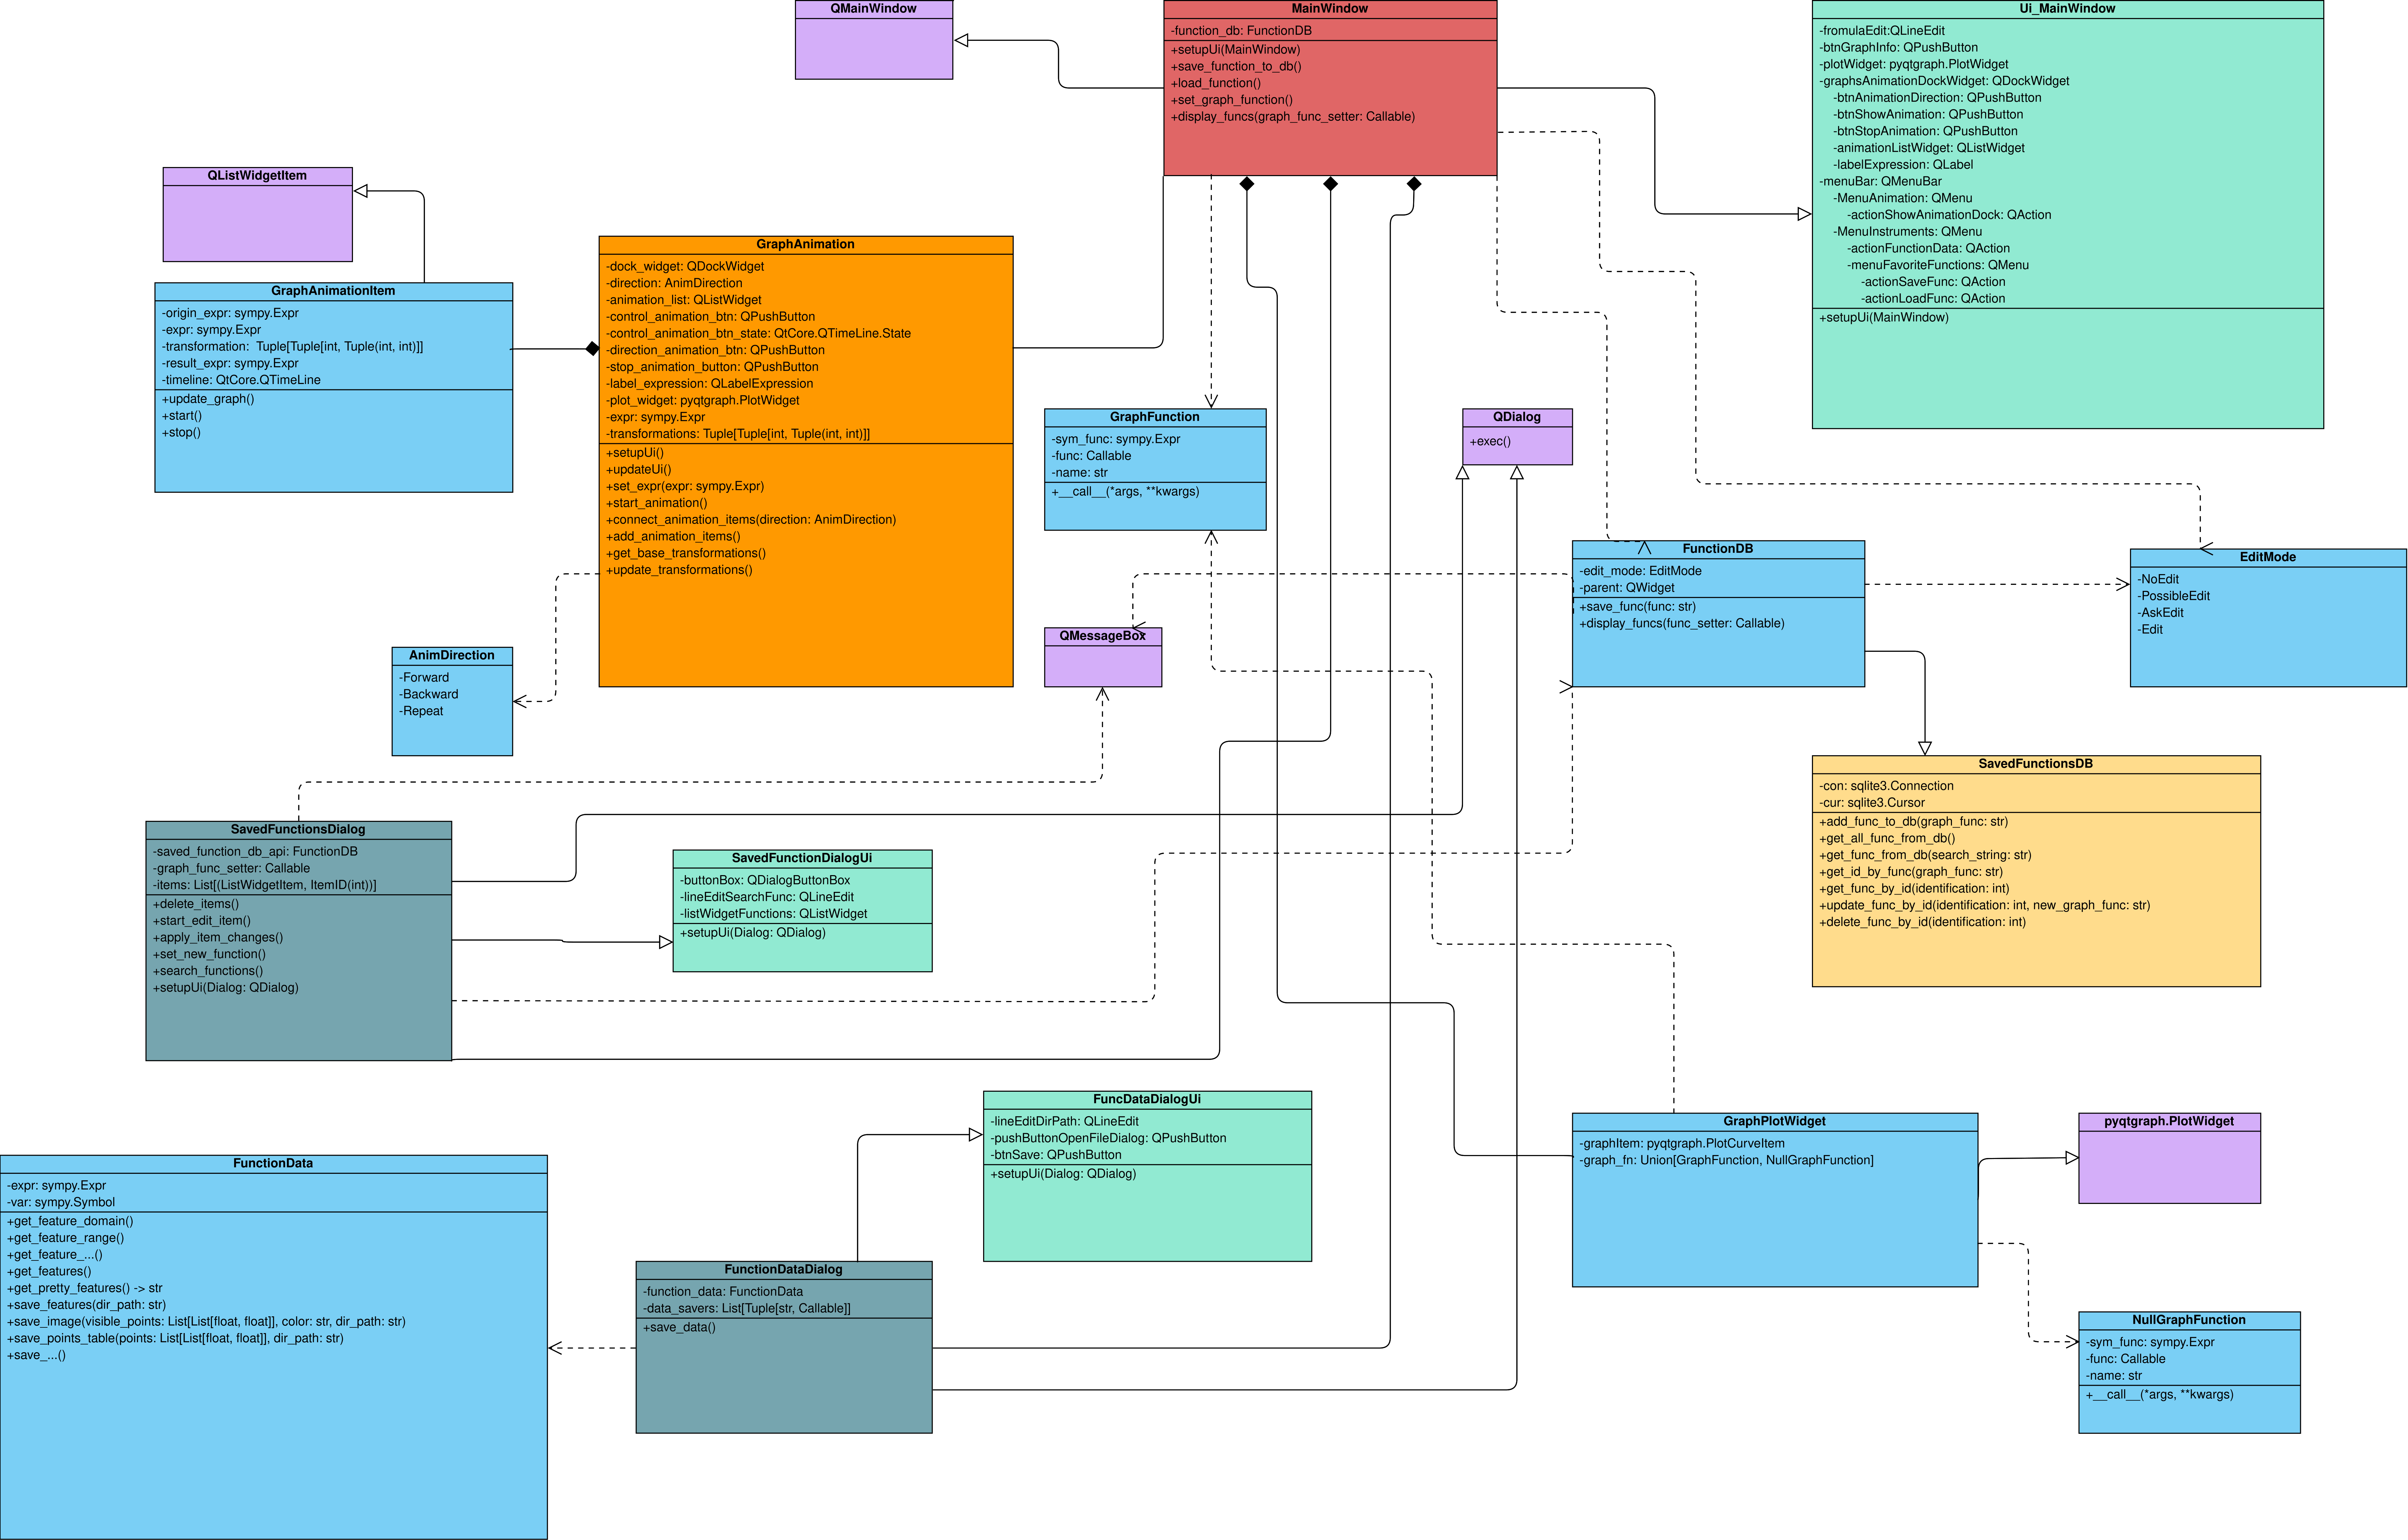 QMainWindow
MainWindow
-function_db: FunctionDB
+setupUi(MainWindow)
+save_function_to_db()
+load_function()
+set_graph_function()
+display_funcs(graph_func_setter: Callable)
Ui_MainWindow
-fromulaEdit:QLineEdit
-btnGraphInfo: QPushButton
-plotWidget: pyqtgraph.PlotWidget
-graphsAnimationDockWidget: QDockWidget
-btnAnimationDirection: QPushButton
-btnShowAnimation: QPushButton
-btnStopAnimation: QPushButton
-animationListWidget: QListWidget
-labelExpression: QLabel
-menuBar: QMenuBar
-MenuAnimation: QMenu
-actionShowAnimationDock: QAction
-MenuInstruments: QMenu
-actionFunctionData: QAction
-menuFavoriteFunctions: QMenu
-actionSaveFunc: QAction
-actionLoadFunc: QAction
+setupUi(MainWindow)
QListWidgetItem
GraphAnimationItem
-origin_expr: sympy.Expr
-expr: sympy.Expr
-transformation:  Tuple[Tuple[int, Tuple(int, int)]]
-result_expr: sympy.Expr
-timeline: QtCore.QTimeLine
+update_graph()
+start()
+stop()
GraphAnimation
-dock_widget: QDockWidget
-direction: AnimDirection
-animation_list: QListWidget
-control_animation_btn: QPushButton
-control_animation_btn_state: QtCore.QTimeLine.State
-direction_animation_btn: QPushButton
-stop_animation_button: QPushButton
-label_expression: QLabelExpression
-plot_widget: pyqtgraph.PlotWidget
-expr: sympy.Expr
-transformations: Tuple[Tuple[int, Tuple(int, int)]]
+setupUi()
+updateUi()
+set_expr(expr: sympy.Expr)
+start_animation()
+connect_animation_items(direction: AnimDirection)
+add_animation_items()
+get_base_transformations()
+update_transformations()
GraphFunction
-sym_func: sympy.Expr
-func: Callable
-name: str
+__call__(*args, **kwargs)
QDialog
+exec()
FunctionDB
-edit_mode: EditMode
-parent: QWidget
+save_func(func: str)
+display_funcs(func_setter: Callable)
EditMode
-NoEdit
-PossibleEdit
-AskEdit
-Edit
QMessageBox
AnimDirection
-Forward
-Backward
-Repeat
SavedFunctionsDB
-con: sqlite3.Connection
-cur: sqlite3.Cursor
+add_func_to_db(graph_func: str)
+get_all_func_from_db()
+get_func_from_db(search_string: str)
+get_id_by_func(graph_func: str)
+get_func_by_id(identification: int)
+update_func_by_id(identification: int, new_graph_func: str)
+delete_func_by_id(identification: int)
SavedFunctionsDialog
-saved_function_db_api: FunctionDB
-graph_func_setter: Callable
-items: List[(ListWidgetItem, ItemID(int))]
+delete_items()
+start_edit_item()
+apply_item_changes()
+set_new_function()
+search_functions()
+setupUi(Dialog: QDialog)
SavedFunctionDialogUi
-buttonBox: QDialogButtonBox
-lineEditSearchFunc: QLineEdit
-listWidgetFunctions: QListWidget
+setupUi(Dialog: QDialog)
FuncDataDialogUi
-lineEditDirPath: QLineEdit
-pushButtonOpenFileDialog: QPushButton
-btnSave: QPushButton
+setupUi(Dialog: QDialog)
GraphPlotWidget
-graphItem: pyqtgraph.PlotCurveItem
-graph_fn: Union[GraphFunction, NullGraphFunction]
pyqtgraph.PlotWidget
FunctionData
-expr: sympy.Expr
-var: sympy.Symbol
+get_feature_domain()
+get_feature_range()
+get_feature_...()
+get_features()
+get_pretty_features() -> str
+save_features(dir_path: str)
+save_image(visible_points: List[List[float, float]], color: str, dir_path: str)
+save_points_table(points: List[List[float, float]], dir_path: str)
+save_...()
FunctionDataDialog
-function_data: FunctionData
-data_savers: List[Tuple[str, Callable]]
+save_data()
NullGraphFunction
-sym_func: sympy.Expr
-func: Callable
-name: str
+__call__(*args, **kwargs)